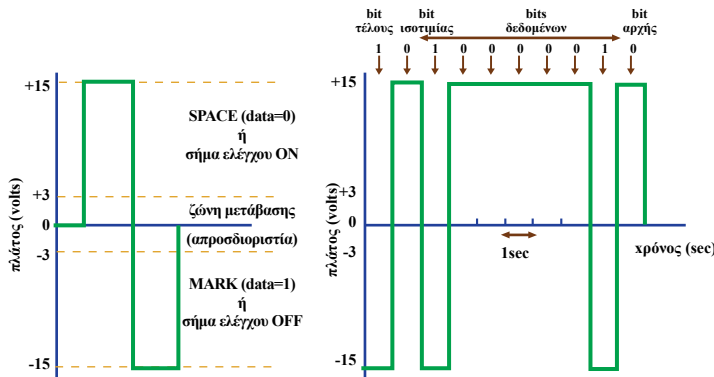 +15
SPACE (data=0)
ή
σήμα ελέγχου ON
+3
ζώνη μετάβασης
0
(απροσδιοριστία)
-3
MARK (data=1)
ή
σήμα ελέγχου OFF
-15
πλάτος (volts)
bit bit bits bit
τέλους ισοτιμίας δεδομένων αρχής
1 0 1 0 0 0 0 0 1 0
+15
+3
0
-3
1sec
χρόνος (sec)
-15
πλάτος (volts)